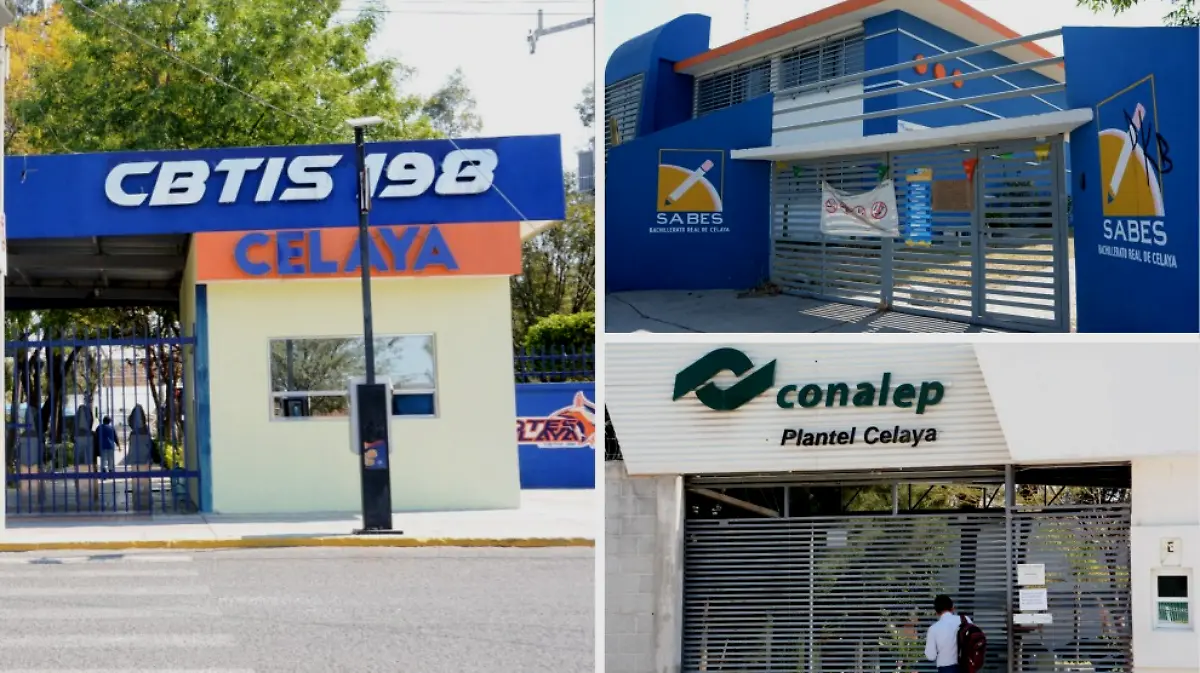 CBTIS 198
CELAYA
SABES
BACHILLERATO REAL DE CELAYA
SABES
BACHILLERATO REAL DE CELAYA
conalep
Plantel Celaya